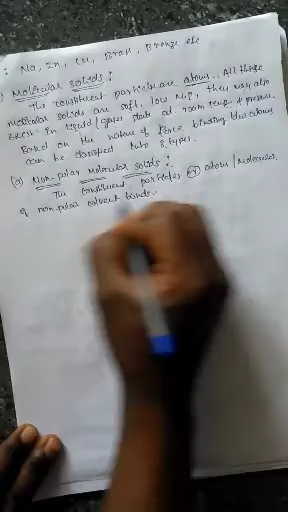 : Na, Zn, Cu, Brass, Bronze etc
) Molecular solids :
The constituent particles are atoms.. All these
molecular solids are soft, low M.P, they may also
exist in liquid/gases state at room temp. & pressure.
Based on the nature of Force binding blw atoms
can be classified into 3 types.
(a) Non-polar molecular solids :
The constituent particles atoms/molecules
of non-polar covalent bonds..